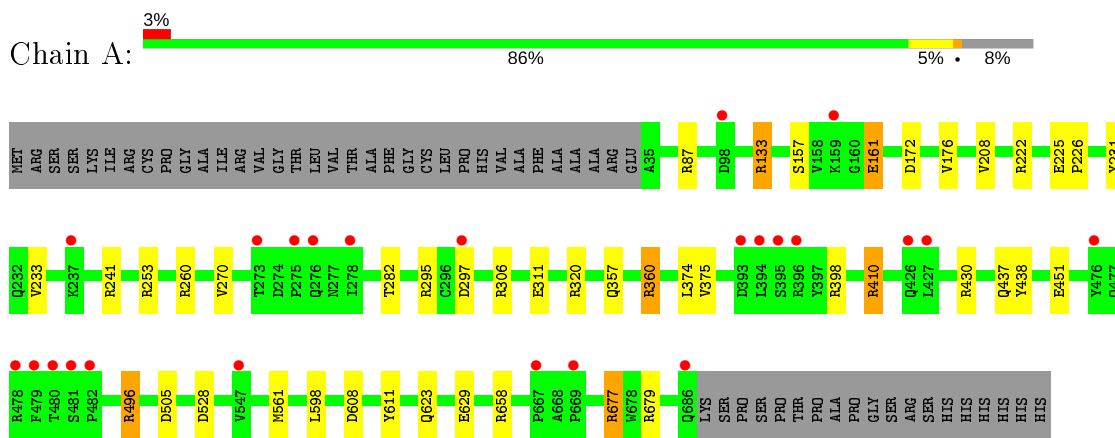 3%
Chain A:
86% 5% • 8%
MET ARG SER SER LYS ILE ARG CYS PRO GLY ALA ILE ARG VAL GLY THR LEU VAL THR ALA PHE GLY CYS LEU PRO HIS VAL ALA PHE ALA ALA ALA ARG GLU A35 R87 D98 R133 S157 V158 K159 G160 E161 D172 V176 V208 R222 E225 P226 Y231
Q232 V233 K237 R241 R253 R260 V270 T273 D274 P275 Q276 N277 I278 T282 R295 C296 D297 R306 E311 R320 Q357 R360 L374 V375 D393 L394 S395 R396 Y397 R398 R410 Q426 L427 R430 Q437 Y438 E451 Y476
R478 F479 T480 S481 P482 R496 D505 D528 V547 M561 L598 D608 Y611 Q623 E629 R658 P667 A668 P669 R677 W678 R679 Q686 LYS SER PRO SER PRO THR PRO ALA PRO GLY SER ARG SER HIS HIS HIS HIS HIS HIS